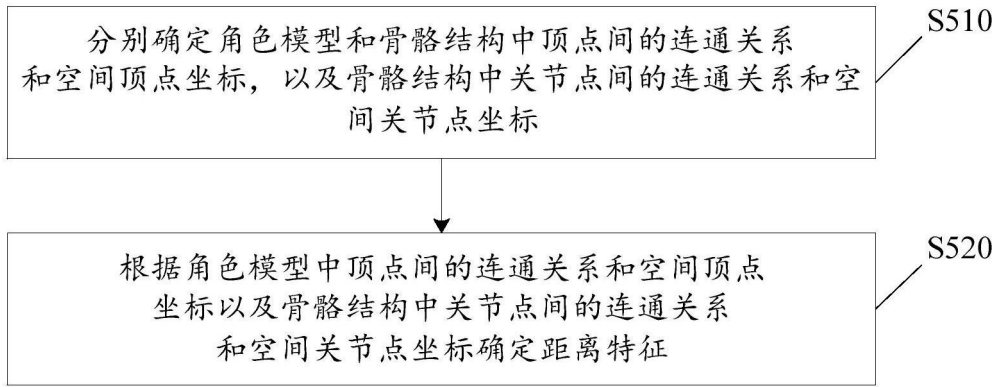 分别确定角色模型和骨骼结构中顶点间的连通关系
和空间顶点坐标，以及骨骼结构中关节点间的连通关系和空
间关节点坐标
S510
根据角色模型中顶点间的连通关系和空间顶点
坐标以及骨骼结构中关节点间的连通关系
和空间关节点坐标确定距离特征
S520